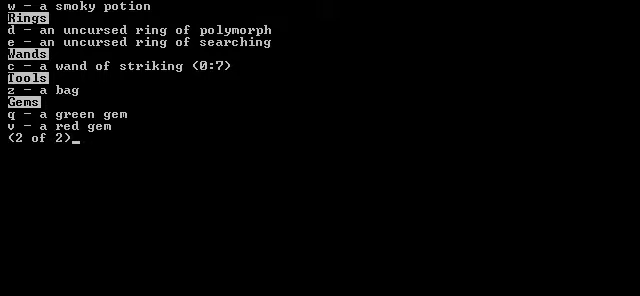 w - a smoky potion
Rings
d - an uncursed ring of polymorph
e - an uncursed ring of searching
Wands
c - a wand of striking (0:7)
Tools
z - a bag
Gems
q - a green gem
v - a red gem
(2 of 2)